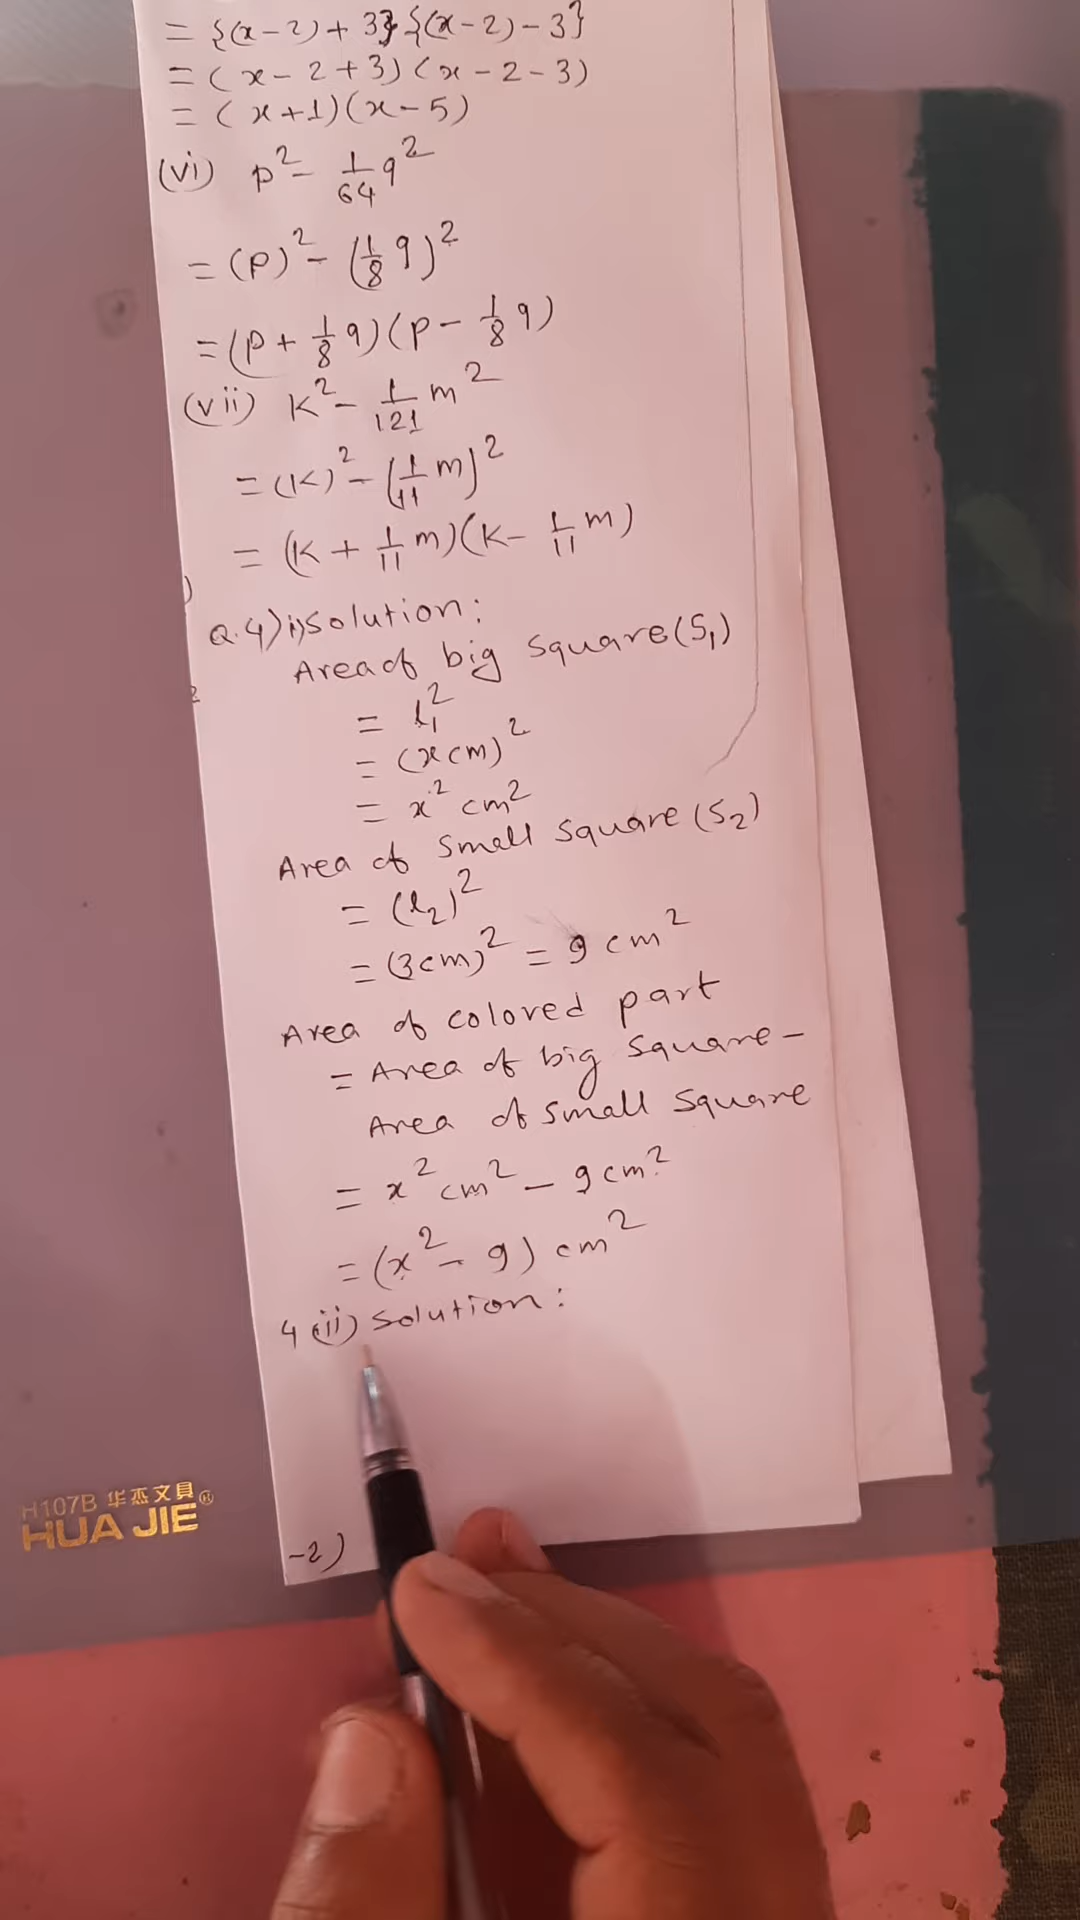 = {(x-2)+3}{(x-2)-3}
= (x-2+3)(x-2-3)
= (x+1)(x-5)
(vi) p² - 1/64 q²
= (p)² - (1/8 q)²
= (p + 1/8 q)(p - 1/8 q)
(vii) K² - 1/121 m²
= (K)² - (1/11 m)²
= (K + 1/11 m)(K - 1/11 m)
Q.4) i) Solution:
Area of big square (S₁)
= l₁²
= (x cm)²
= x² cm²
Area of small square (S₂)
= (l₂)²
= (3cm)² = 9 cm²
Area of colored part
= Area of big square -
Area of small square
= x² cm² - 9 cm²
= (x² - 9) cm²
4 (ii) solution:
H107B 华杰文具®
HUA JIE
-2)